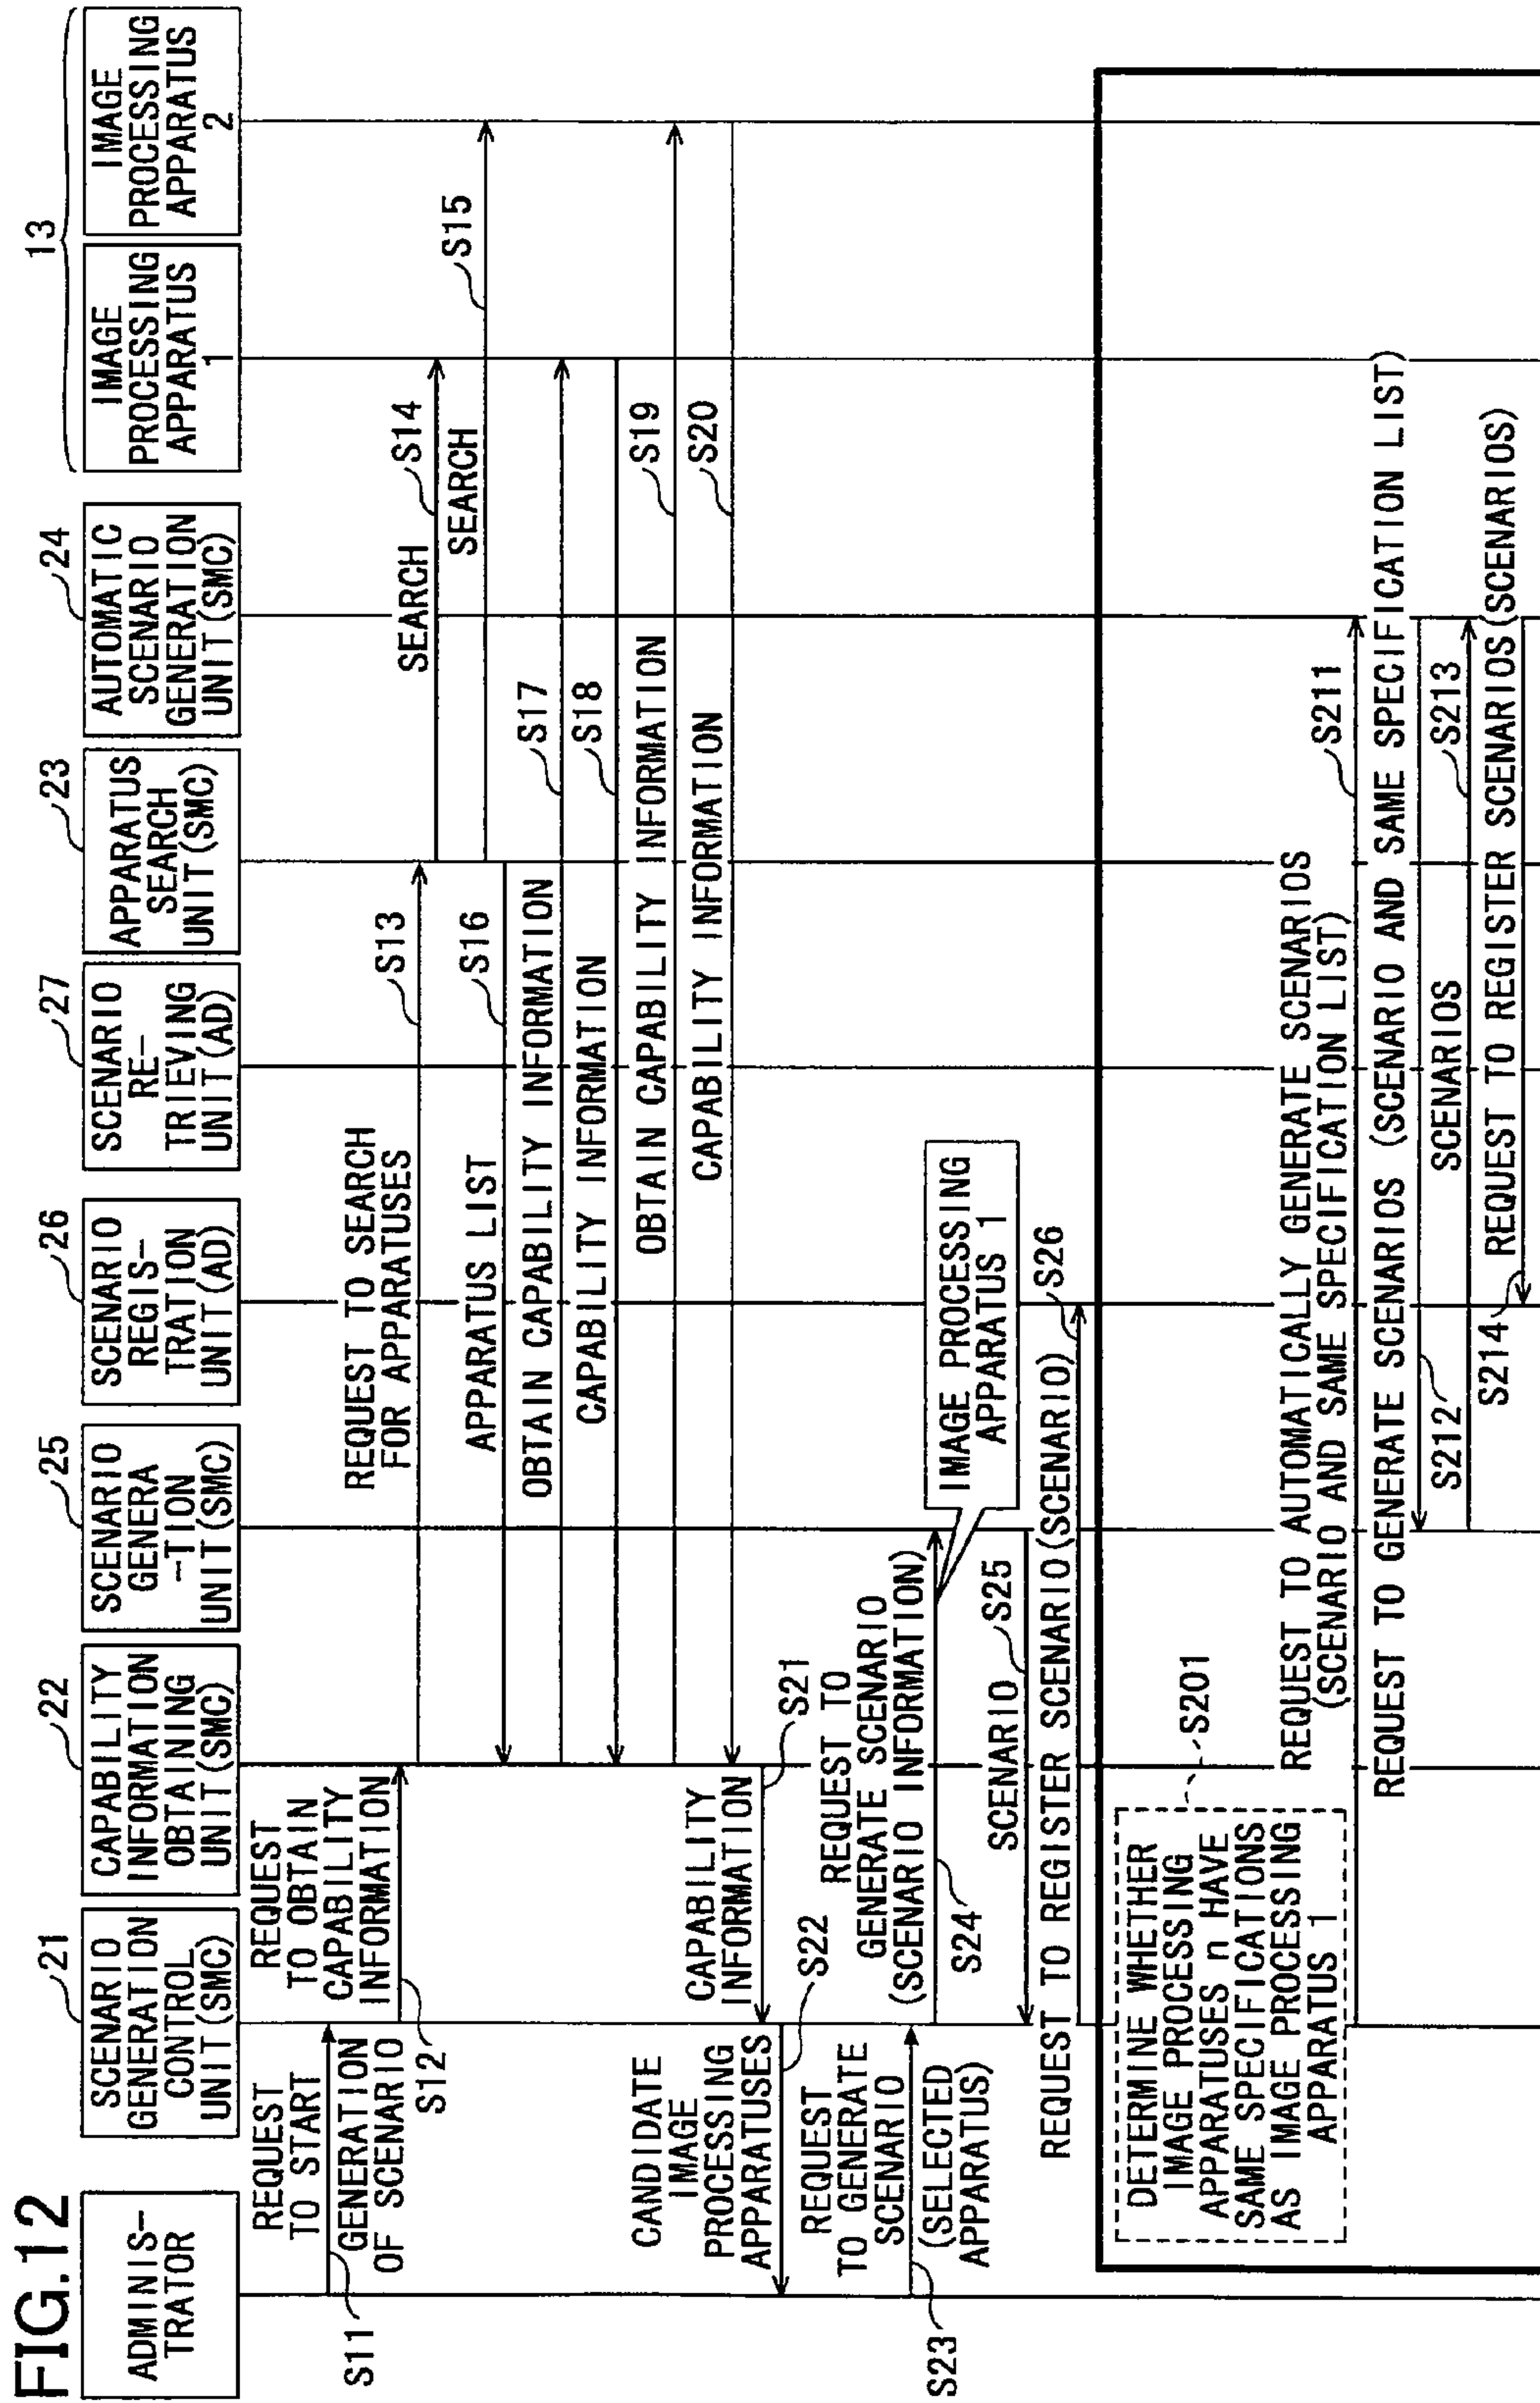 FIG.12
ADMINIS-
TRATOR
21
SCENARIO
GENERATION
CONTROL
UNIT(SMC)
22
CAPABILITY
INFORMATION
OBTAINING
UNIT(SMC)
25
SCENARIO
GENERA
-TION
UNIT(SMC)
26
SCENARIO
REGIS-
TRATION
UNIT(AD)
27
SCENARIO
RE-
TRIEVING
UNIT(AD)
23
APPARATUS
SEARCH
UNIT(SMC)
24
AUTOMATIC
SCENARIO
GENERATION
UNIT(SMC)
13
IMAGE
PROCESSING
APPARATUS
1
IMAGE
PROCESSING
APPARATUS
2
REQUEST
TO START
GENERATION
OF SCENARIO
S11
REQUEST
TO OBTAIN
CAPABILITY
INFORMATION
S12
REQUEST TO SEARCH
FOR APPARATUSES
S13
SEARCH
S14
SEARCH
S15
APPARATUS LIST
S16
OBTAIN CAPABILITY INFORMATION
S17
CAPABILITY INFORMATION
S18
OBTAIN CAPABILITY INFORMATION
S19
CAPABILITY INFORMATION
S20
CAPABILITY
INFORMATION
S21
CANDIDATE
IMAGE
PROCESSING
APPARATUSES
S22
REQUEST
TO GENERATE
SCENARIO
(SELECTED
APPARATUS)
S23
REQUEST TO
GENERATE SCENARIO
(SCENARIO INFORMATION)
S24
IMAGE PROCESSING
APPARATUS 1
SCENARIO
S25
REQUEST TO REGISTER SCENARIO(SCENARIO)
S26
DETERMINE WHETHER
IMAGE PROCESSING
APPARATUSES n HAVE
SAME SPECIFICATIONS
AS IMAGE PROCESSING
APPARATUS 1
S201
REQUEST TO AUTOMATICALLY GENERATE SCENARIOS
(SCENARIO AND SAME SPECIFICATION LIST)
S211
REQUEST TO GENERATE SCENARIOS (SCENARIO AND SAME SPECIFICATION LIST)
S212
SCENARIOS
S213
REQUEST TO REGISTER SCENARIOS(SCENARIOS)
S214